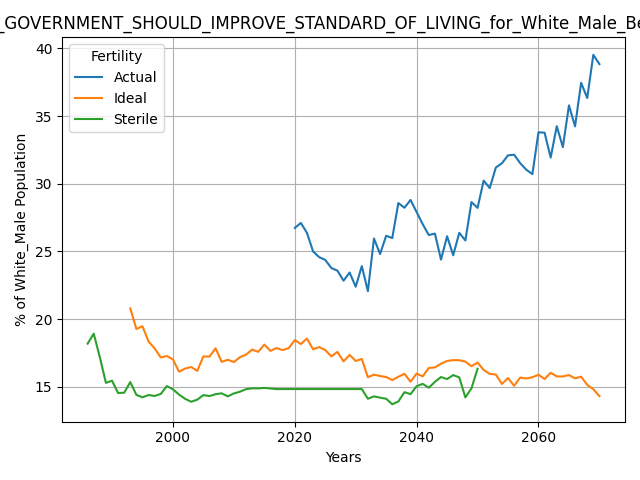 _GOVERNMENT_SHOULD_IMPROVE_STANDARD_OF_LIVING_for_White_Male_Be
Fertility
Actual
Ideal
Sterile
% of White_Male Population
40
35
30
25
20
15
2000
2020
2040
2060
Years